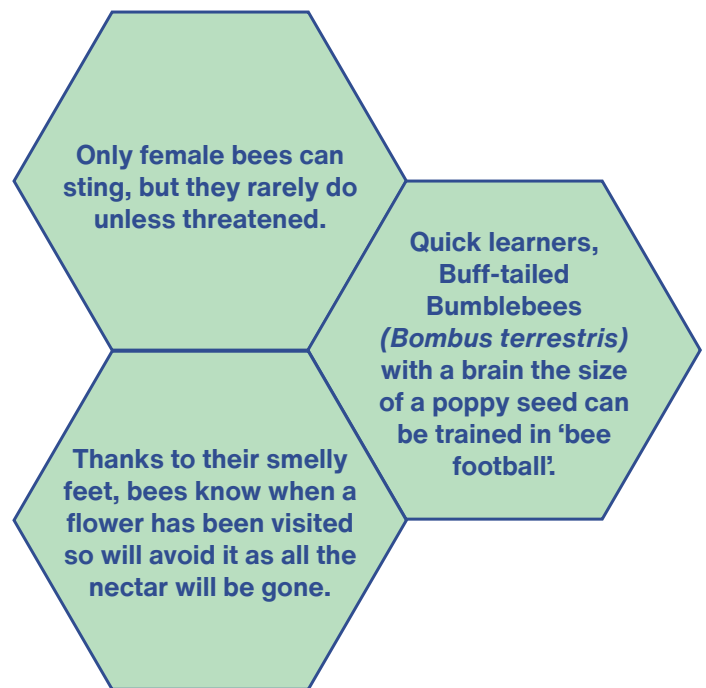 Only female bees can
sting, but they rarely do
unless threatened.
Quick learners,
Buff-tailed
Bumblebees
(Bombus terrestris)
with a brain the size
of a poppy seed can
be trained in ‘bee
football’.
Thanks to their smelly
feet, bees know when a
flower has been visited
so will avoid it as all the
nectar will be gone.